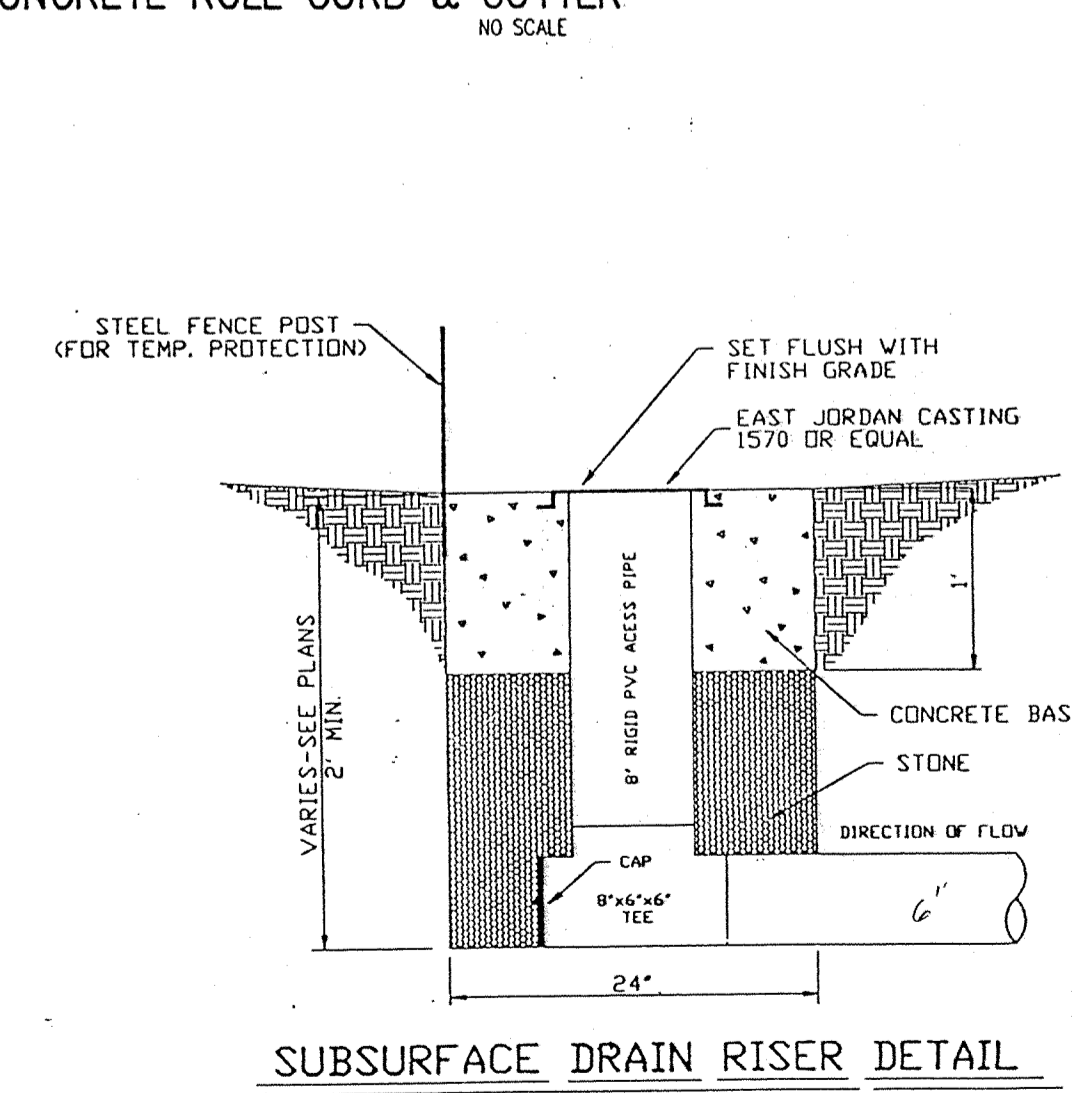 NO SCALE
STEEL FENCE POST
(FOR TEMP. PROTECTION)
SET FLUSH WITH
FINISH GRADE
EAST JORDAN CASTING
1570 OR EQUAL
VARIES-SEE PLANS
2' MIN.
8' RIGID PVC ACESS PIPE
1'
CONCRETE BAS
STONE
DIRECTION OF FLOW
CAP
8"x6"x6"
TEE
6"
24"
SUBSURFACE DRAIN RISER DETAIL